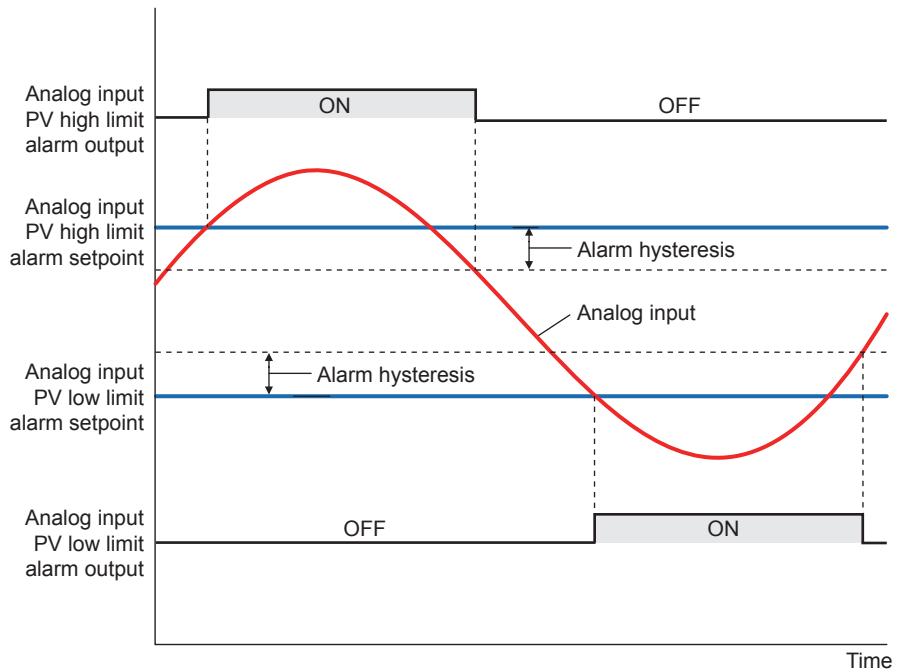 Analog input
PV high limit
alarm output
ON
OFF
Analog input
PV high limit
alarm setpoint
Alarm hysteresis
Analog input
Analog input
PV low limit
alarm setpoint
Alarm hysteresis
Analog input
PV low limit
alarm output
OFF
ON
Time